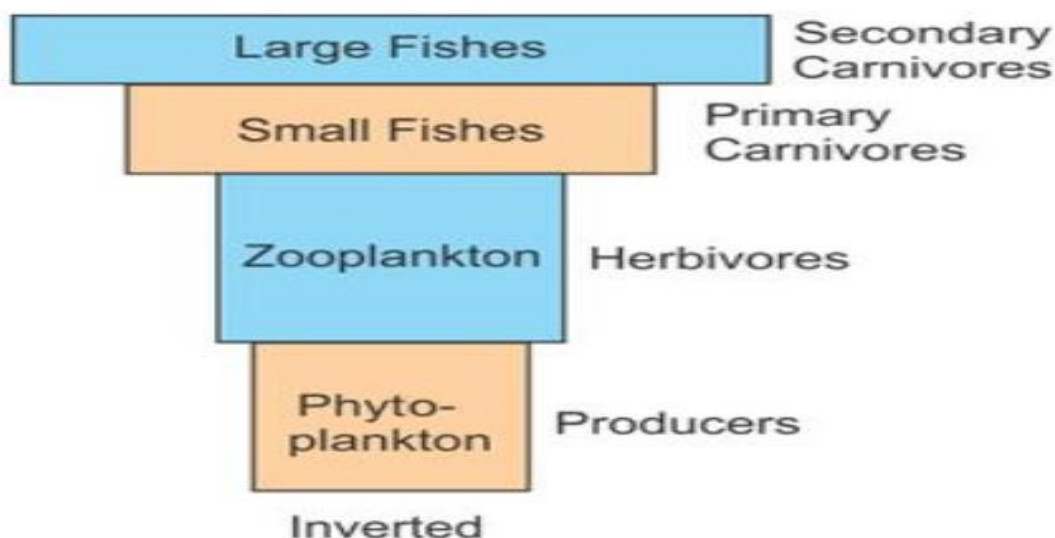 Large Fishes
Secondary
Carnivores
Small Fishes
Primary
Carnivores
Zooplankton
Herbivores
Phyto-
plankton
Producers
Inverted